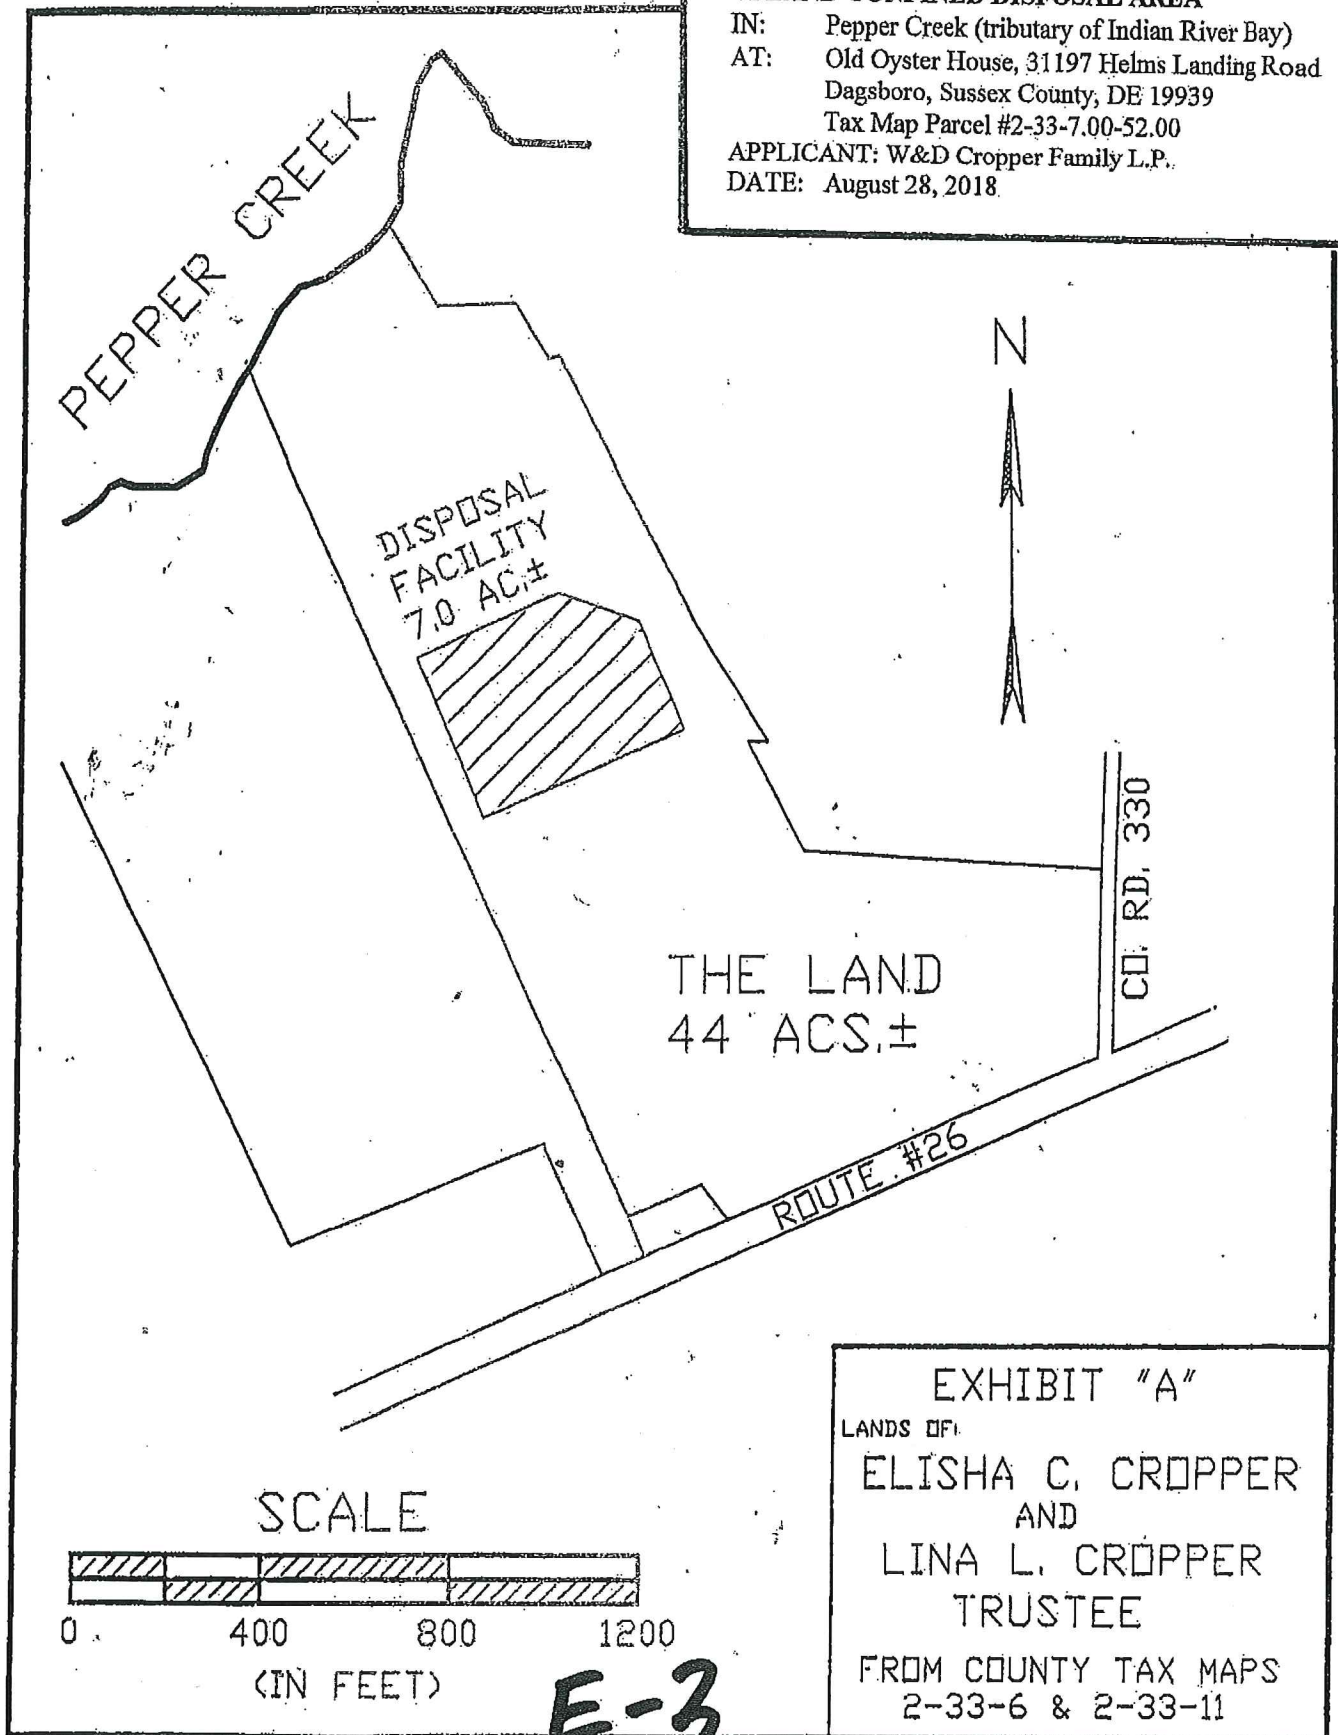 CONFINED DISPOSAL AREA
IN: Pepper Creek (tributary of Indian River Bay)
AT: Old Oyster House, 31197 Helms Landing Road
Dagsboro, Sussex County, DE 19939
Tax Map Parcel #2-33-7.00-52.00
APPLICANT: W&D Cropper Family L.P.
DATE: August 28, 2018
PEPPER CREEK
N
DISPOSAL
FACILITY
7.0 AC.±
CO. RD. 330
THE LAND
44 ACS.±
ROUTE #26
SCALE
0 400 800 1200
(IN FEET)
E-3
EXHIBIT "A"
LANDS OF:
ELISHA C. CROPPER
AND
LINA L. CROPPER
TRUSTEE
FROM COUNTY TAX MAPS
2-33-6 & 2-33-11